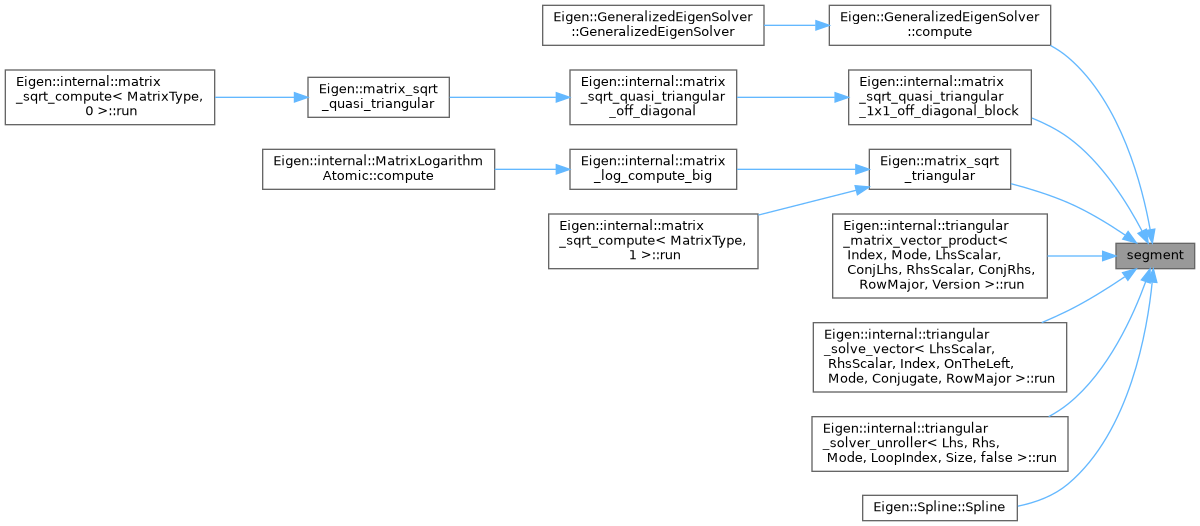 Eigen::GeneralizedEigenSolver
::GeneralizedEigenSolver
Eigen::GeneralizedEigenSolver
::compute
Eigen::internal::matrix
_sqrt_compute< MatrixType,
0 >::run
Eigen::matrix_sqrt
_quasi_triangular
Eigen::internal::matrix
_sqrt_quasi_triangular
_off_diagonal
Eigen::internal::matrix
_sqrt_quasi_triangular
_1x1_off_diagonal_block
Eigen::internal::MatrixLogarithm
Atomic::compute
Eigen::internal::matrix
_log_compute_big
Eigen::matrix_sqrt
_triangular
Eigen::internal::matrix
_sqrt_compute< MatrixType,
1 >::run
Eigen::internal::triangular
_matrix_vector_product<
Index, Mode, LhsScalar,
ConjLhs, RhsScalar, ConjRhs,
RowMajor, Version >::run
segment
Eigen::internal::triangular
_solve_vector< LhsScalar,
RhsScalar, Index, OnTheLeft,
Mode, Conjugate, RowMajor >::run
Eigen::internal::triangular
_solver_unroller< Lhs, Rhs,
Mode, LoopIndex, Size, false >::run
Eigen::Spline::Spline